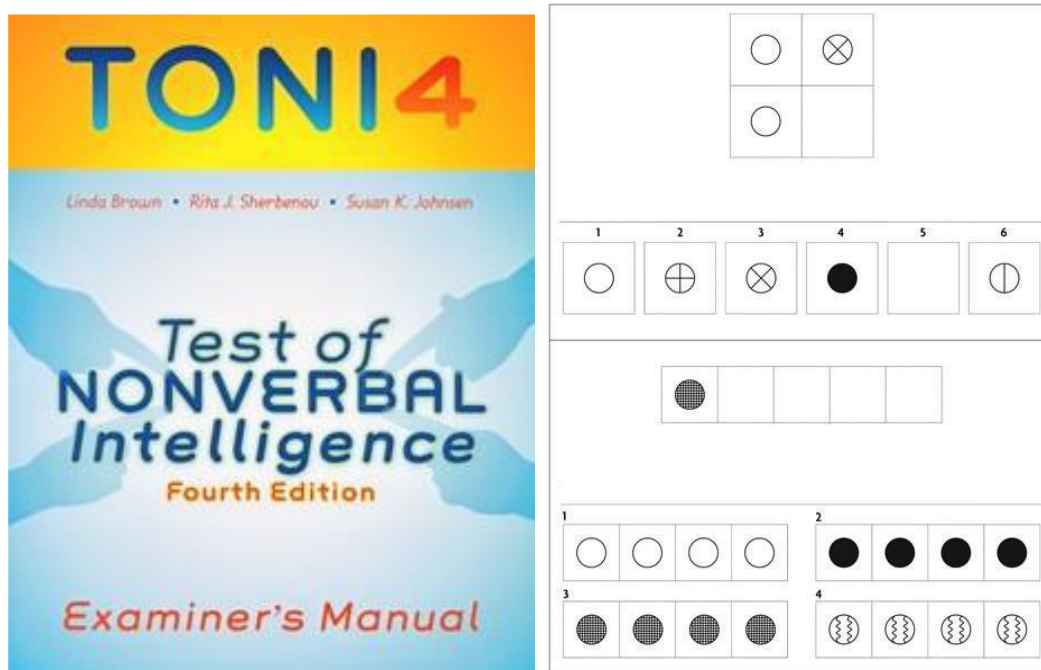 TONI4
Linda Brown • Rita J. Sherbenou • Susan K. Johnsen
Test of
NONVERBAL
Intelligence
Fourth Edition
Examiner's Manual
1 2 3 4 5 6
1 2
3 4